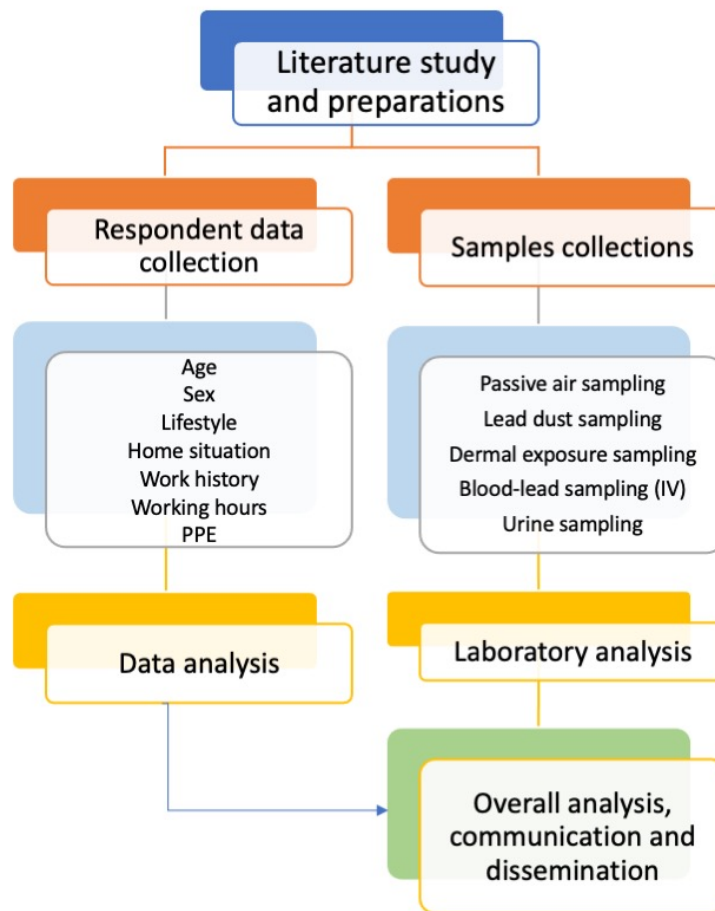 Literature study
and preparations
Respondent data
collection
Samples collections
Age
Sex
Lifestyle
Home situation
Work history
Working hours
PPE
Passive air sampling
Lead dust sampling
Dermal exposure sampling
Blood-lead sampling (IV)
Urine sampling
Data analysis
Laboratory analysis
Overall analysis,
communication and
dissemination